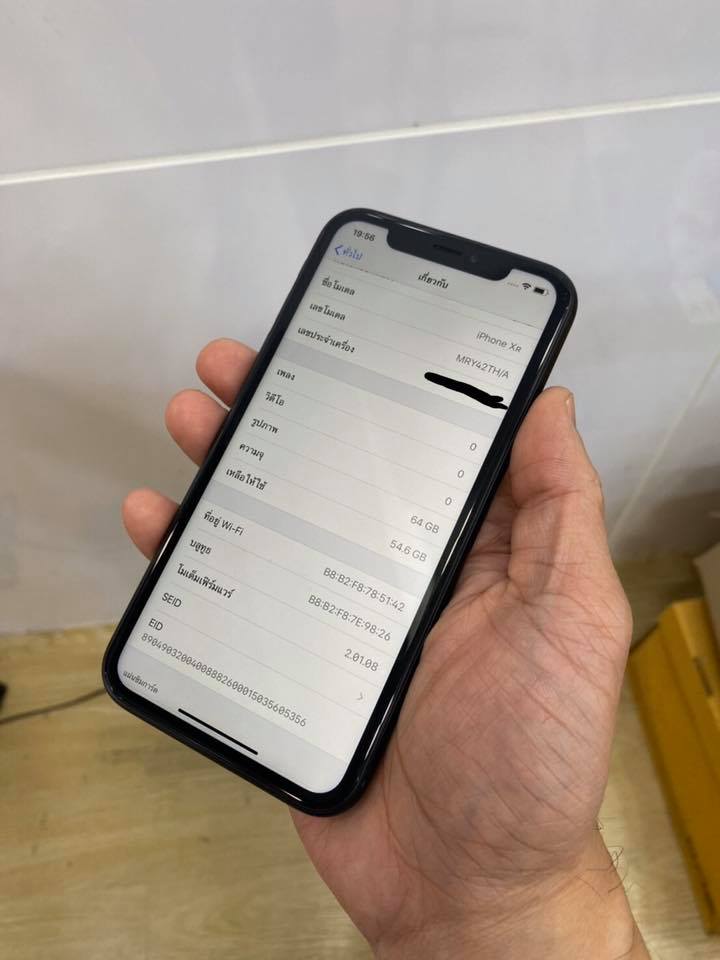 19:56
ทั่วไป
เกี่ยวกับ
ชื่อโมเดล iPhone XR
เลขโมเดล MRY42TH/A
เลขประจำเครื่อง
เพลง 0
วิดีโอ 0
รูปภาพ 0
ความจุ 64 GB
เหลือให้ใช้ 54.6 GB
ที่อยู่ Wi-Fi B8:B2:F8:78:51:42
บลูทูธ B8:B2:F8:7E:98:26
โมเด็มเฟิร์มแวร์ 2.01.08
SEID
EID
89049032004008882600015035605356
แผ่นซิมการ์ด